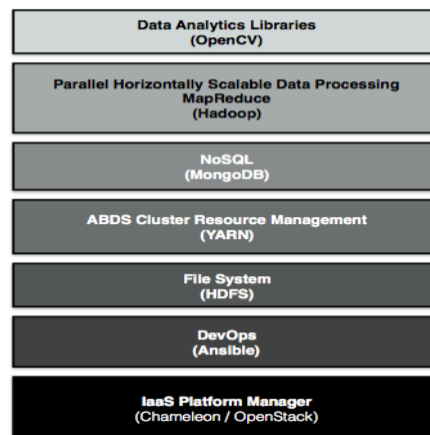 Data Analytics Libraries
(OpenCV)
Parallel Horizontally Scalable Data Processing
MapReduce
(Hadoop)
NoSQL
(MongoDB)
ABDS Cluster Resource Management
(YARN)
File System
(HDFS)
DevOps
(Ansible)
IaaS Platform Manager
(Chameleon / OpenStack)